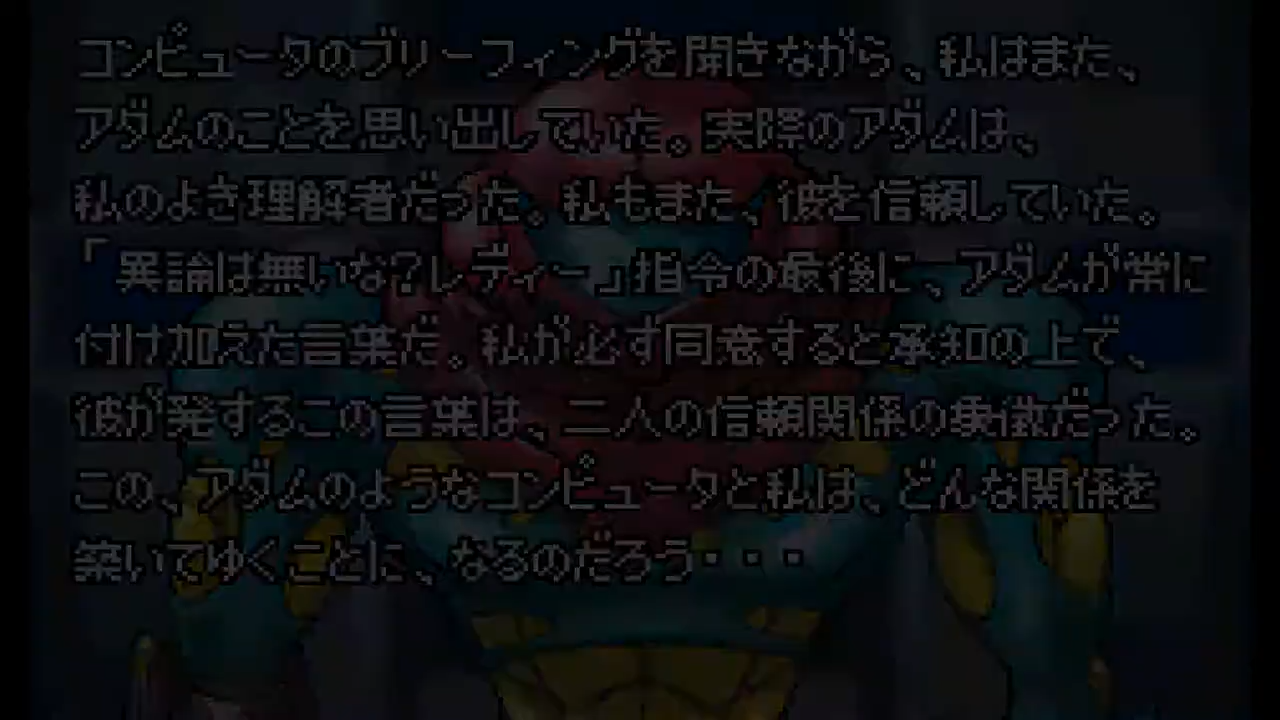 コンピュータのブリーフィングを聞きながら、私はまた、
アダムのことを思い出していた。実際のアダムは、
私のよき理解者だった。私もまた、彼を信頼していた。
「異論は無いな?レディー」指令の最後に、アダムが常に
付け加えた言葉だ。私が必ず同意すると承知の上で、
彼が発するこの言葉は、二人の信頼関係の象徴だった。
この、アダムのようなコンピュータと私は、どんな関係を
築いてゆくことに、なるのだろう・・・